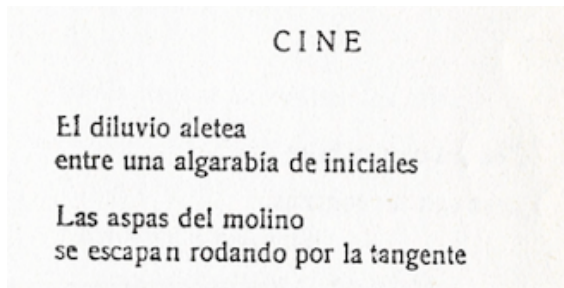 CINE
El diluvio aletea
entre una algarabía de iniciales
Las aspas del molino
se escapan rodando por la tangente